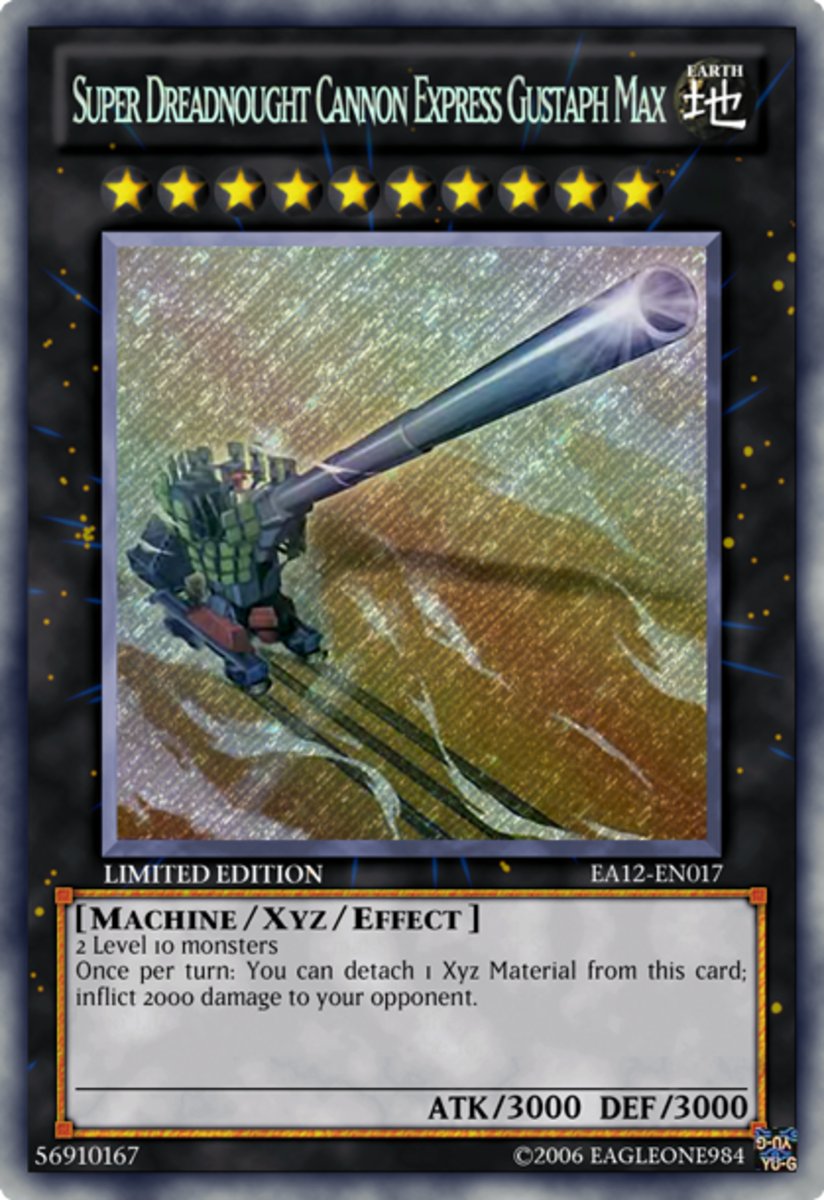 SUPER DREADNOUGHT CANNON EXPRESS GUSTAPH MAX
EARTH
地
LIMITED EDITION
EA12-EN017
[MACHINE/XYZ/EFFECT]
2 Level 10 monsters
Once per turn: You can detach 1 Xyz Material from this card;
inflict 2000 damage to your opponent.
ATK/3000 DEF/3000
56910167
©2006 EAGLEONE984
YU-G
YU-G